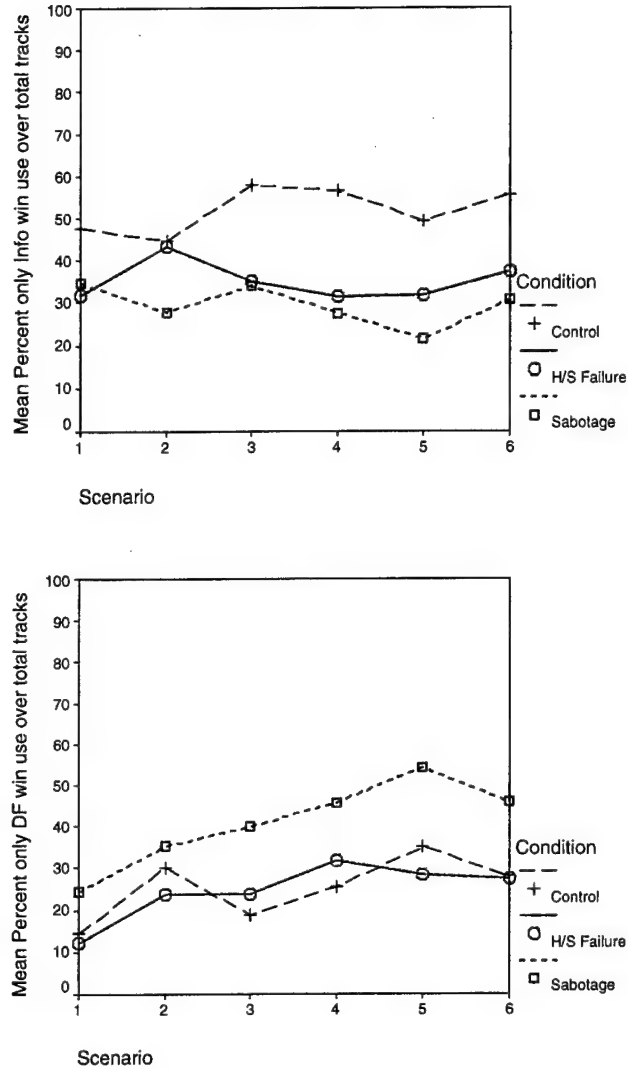 Mean Percent only Info win use over total tracks
100
90
80
70
60
50
40
30
20
10
0
1 2 3 4 5 6
Scenario
Condition
Control
H/S Failure
Sabotage
Mean Percent only DF win use over total tracks
100
90
80
70
60
50
40
30
20
10
0
1 2 3 4 5 6
Scenario
Condition
Control
H/S Failure
Sabotage